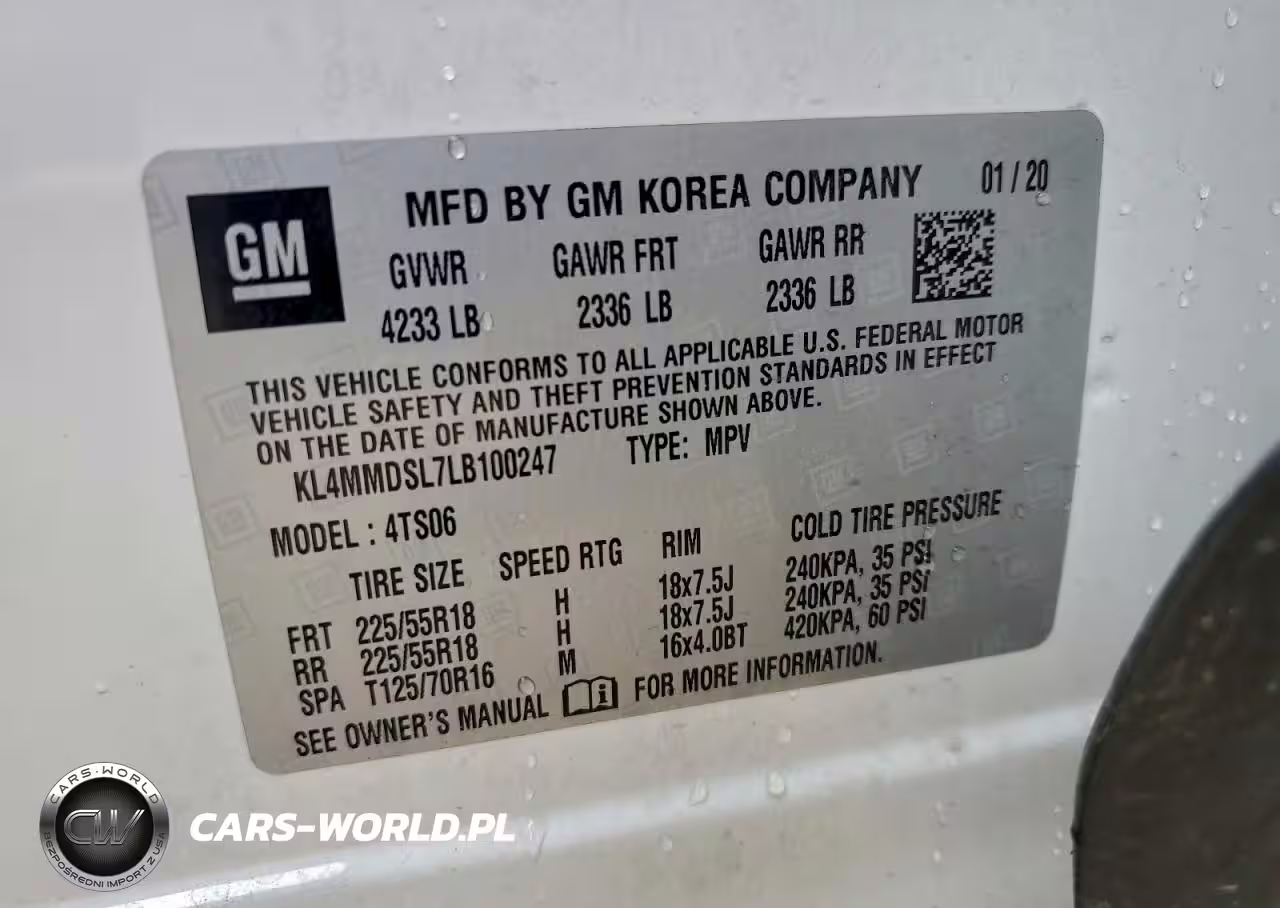 GM
MFD BY GM KOREA COMPANY 01 / 20
GVWR GAWR FRT GAWR RR
4233 LB 2336 LB 2336 LB
THIS VEHICLE CONFORMS TO ALL APPLICABLE U.S. FEDERAL MOTOR
VEHICLE SAFETY AND THEFT PREVENTION STANDARDS IN EFFECT
ON THE DATE OF MANUFACTURE SHOWN ABOVE.
KL4MMDSL7LB100247 TYPE: MPV
MODEL : 4TS06
TIRE SIZE SPEED RTG RIM COLD TIRE PRESSURE
FRT 225/55R18 H 18x7.5J 240KPA, 35 PSI
RR 225/55R18 H 18x7.5J 240KPA, 35 PSI
SPA T125/70R16 M 16x4.0BT 420KPA, 60 PSI
SEE OWNER'S MANUAL FOR MORE INFORMATION.
CARS-WORLD
CW
BEZPOŚREDNI IMPORT Z USA
CARS-WORLD.PL